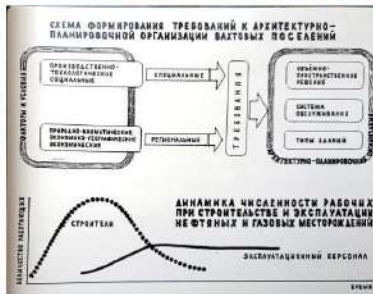 СХЕМА ФОРМИРОВАНИЯ ТРЕБОВАНИЙ К АРХИТЕКТУРНО-
ПЛАНИРОВОЧНОЙ ОРГАНИЗАЦИИ ВАХТОВЫХ ПОСЕЛЕНИЙ
ФАКТОРЫ И УСЛОВИЯ
ПРОИЗВОДСТВЕННО-
ТЕХНОЛОГИЧЕСКИЕ
СОЦИАЛЬНЫЕ
СПЕЦИАЛЬНЫЕ
ПРИРОДНО-КЛИМАТИЧЕСКИЕ
ЭКОНОМИКО-ГЕОГРАФИЧЕСКИЕ
ЭКОНОМИЧЕСКИЕ
РЕГИОНАЛЬНЫЕ
ТРЕБОВАНИЯ
ОБЪЕМНО-
ПРОСТРАНСТВЕННОЕ
РЕШЕНИЕ
СИСТЕМА
ОБСЛУЖИВАНИЯ
ТИПЫ ЗДАНИЙ
АРХИТЕКТУРНО-ПЛАНИРОВОЧНАЯ
ДИНАМИКА ЧИСЛЕННОСТИ РАБОЧИХ
ПРИ СТРОИТЕЛЬСТВЕ И ЭКСПЛУАТАЦИИ
НЕФТЯНЫХ И ГАЗОВЫХ МЕСТОРОЖДЕНИЙ
КОЛИЧЕСТВО РАБОТАЮЩИХ
СТРОИТЕЛИ
ЭКСПЛУАТАЦИОННЫЙ ПЕРСОНАЛ
ВРЕМЯ